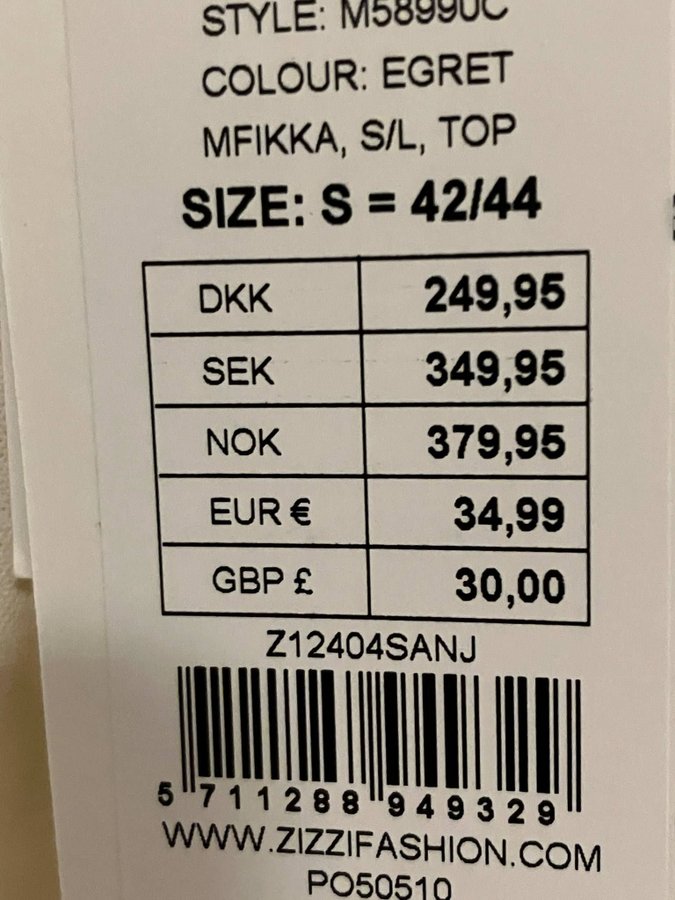 STYLE: M58990C
COLOUR: EGRET
MFIKKA, S/L, TOP
SIZE: S = 42/44
DKK 249,95
SEK 349,95
NOK 379,95
EUR € 34,99
GBP £ 30,00
Z12404SANJ
5 711288 949329
WWW.ZIZZIFASHION.COM
PO50510